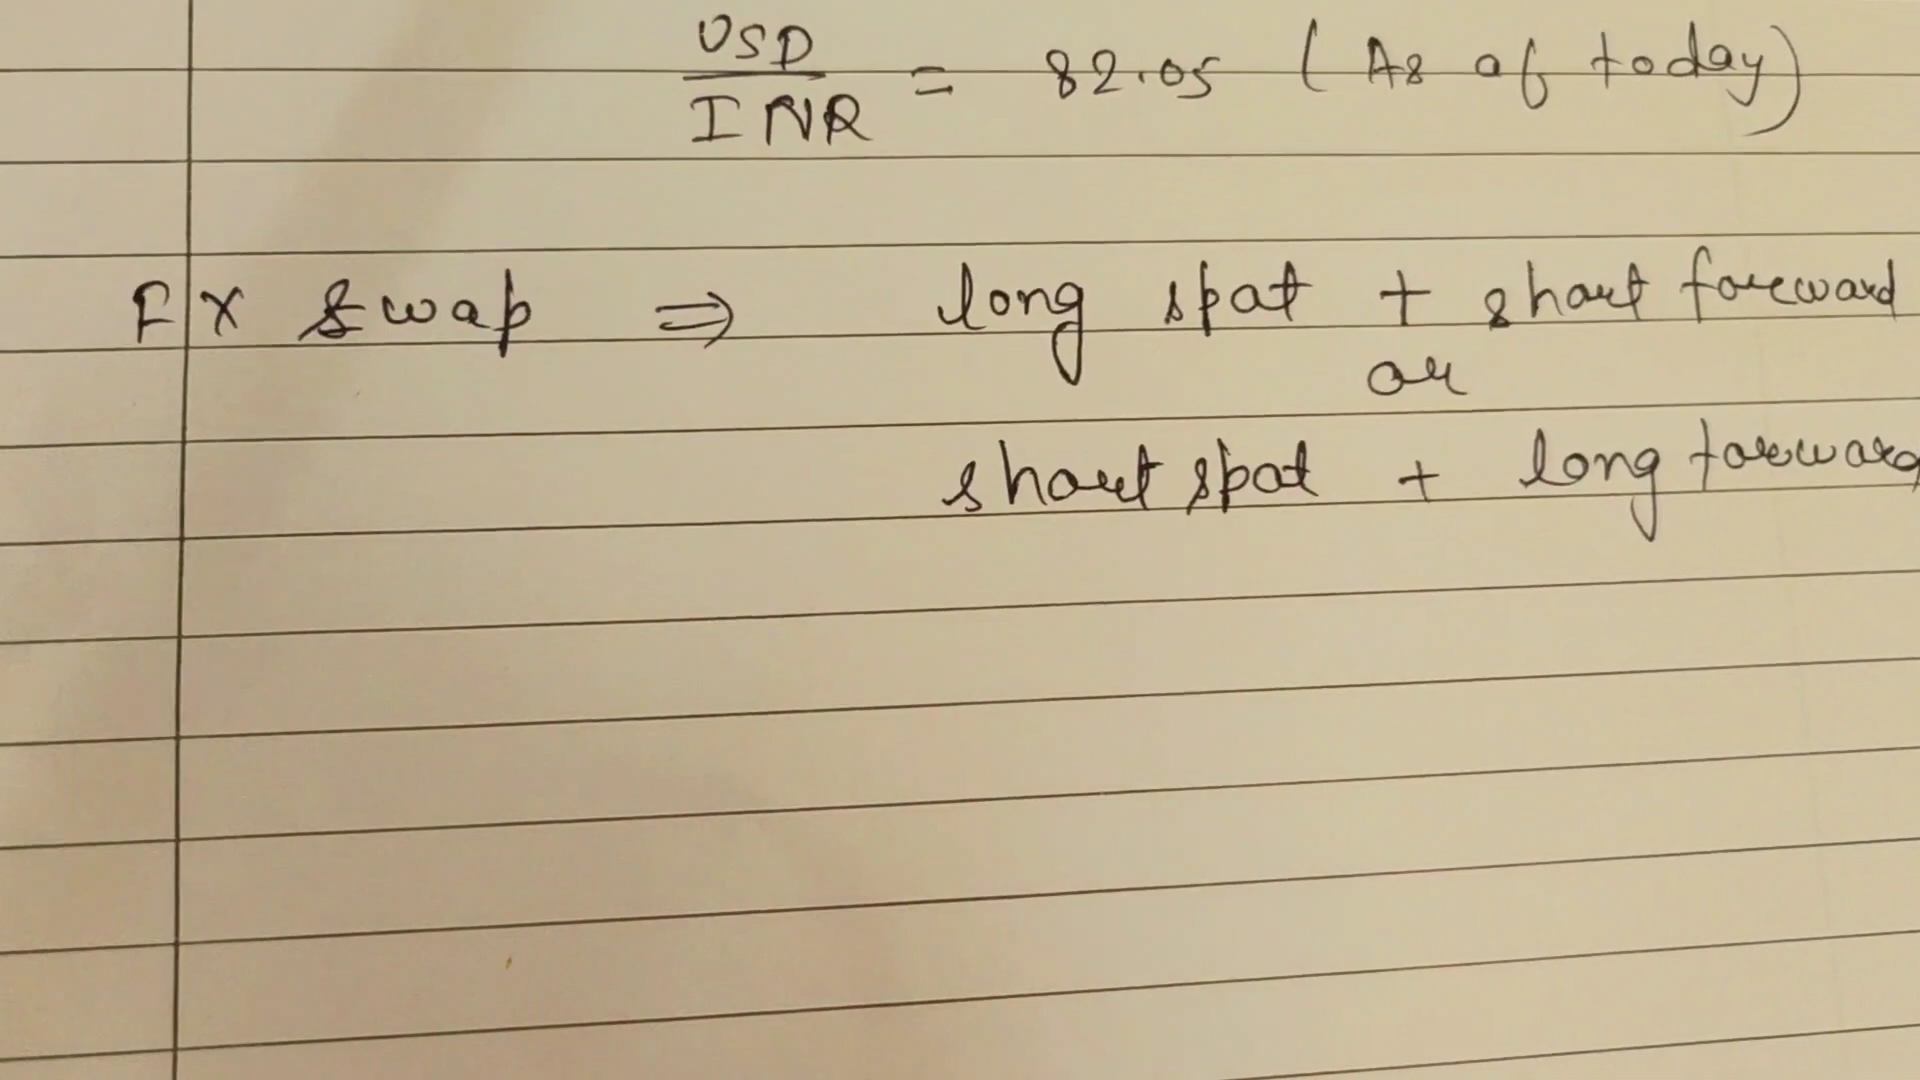 USD
INR = 82.05 (As of today)
FX swap ⇒ long spot + short forward
or
short spot + long forward